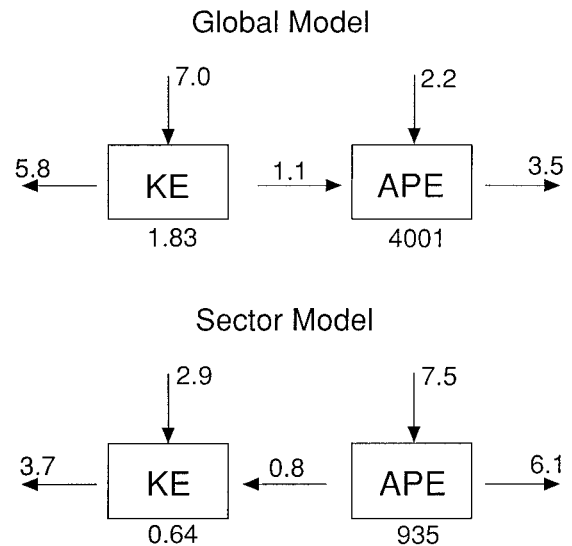 Global Model
7.0
2.2
5.8
KE
1.1
APE
3.5
1.83
4001
Sector Model
2.9
7.5
3.7
KE
0.8
APE
6.1
0.64
935